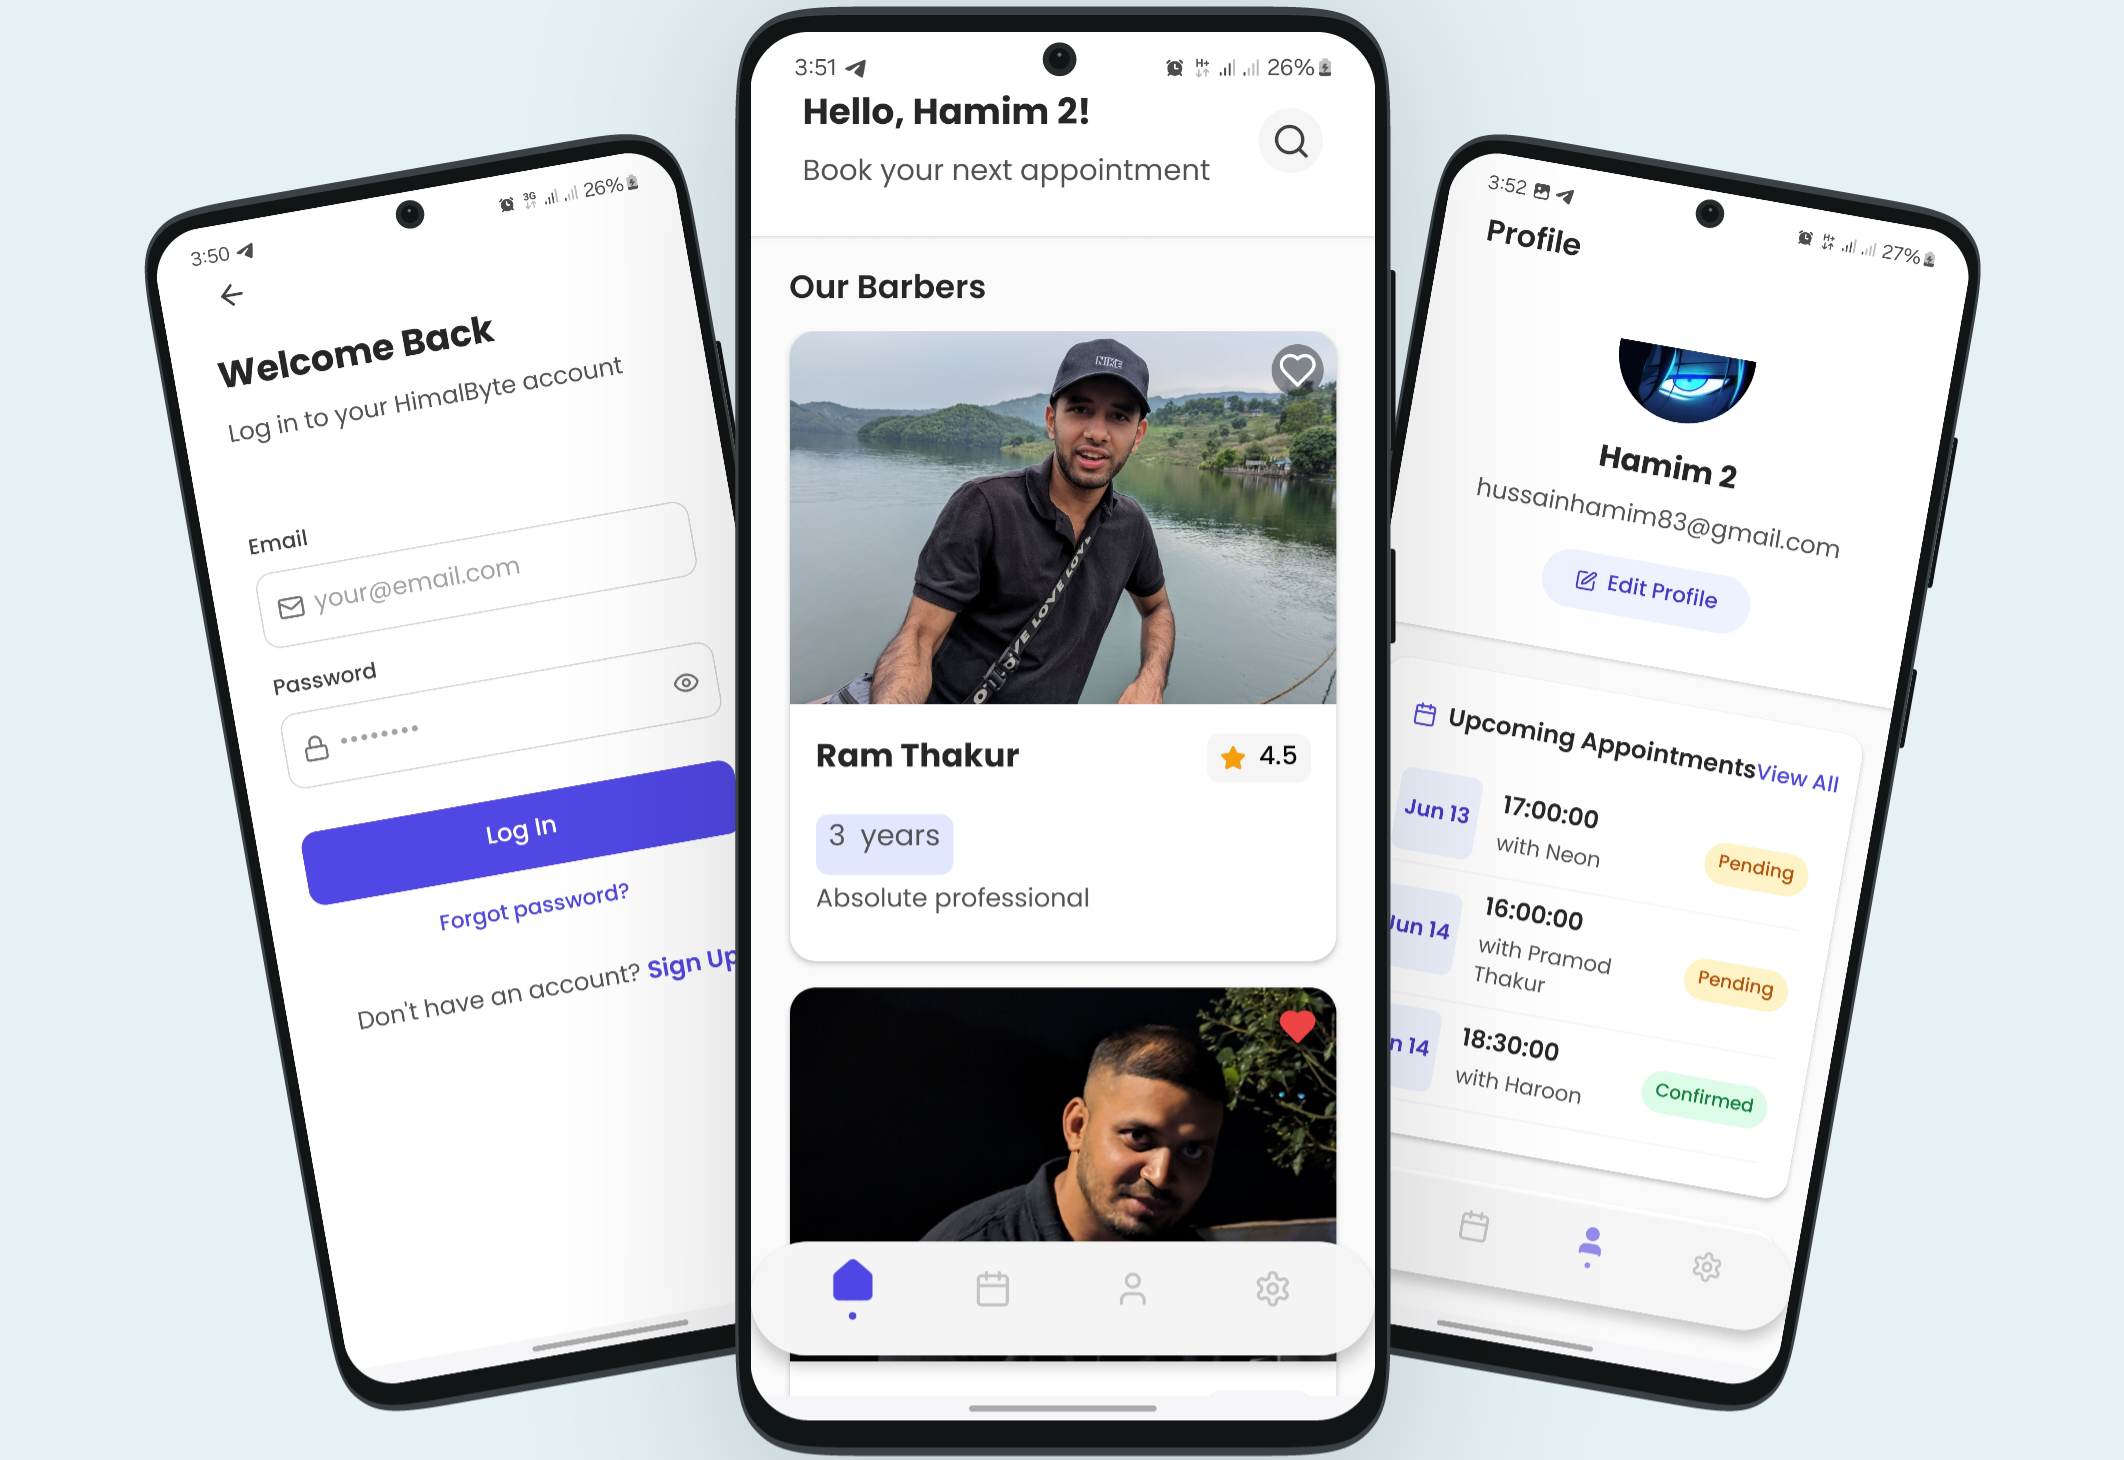 3:50
3G
26%
Welcome Back
Log in to your HimalByte account
Email
your@email.com
Password
Log In
Forgot password?
Don't have an account? Sign Up
3:51
H+
26%
Hello, Hamim 2!
Book your next appointment
Our Barbers
NIKE
LOVE LOVE
Ram Thakur
4.5
3 years
Absolute professional
3:52
H+
27%
Profile
Hamim 2
hussainhamim83@gmail.com
Edit Profile
Upcoming Appointments View All
Jun 13
17:00:00
with Neon
Pending
Jun 14
16:00:00
with Pramod
Thakur
Pending
n 14
18:30:00
with Haroon
Confirmed